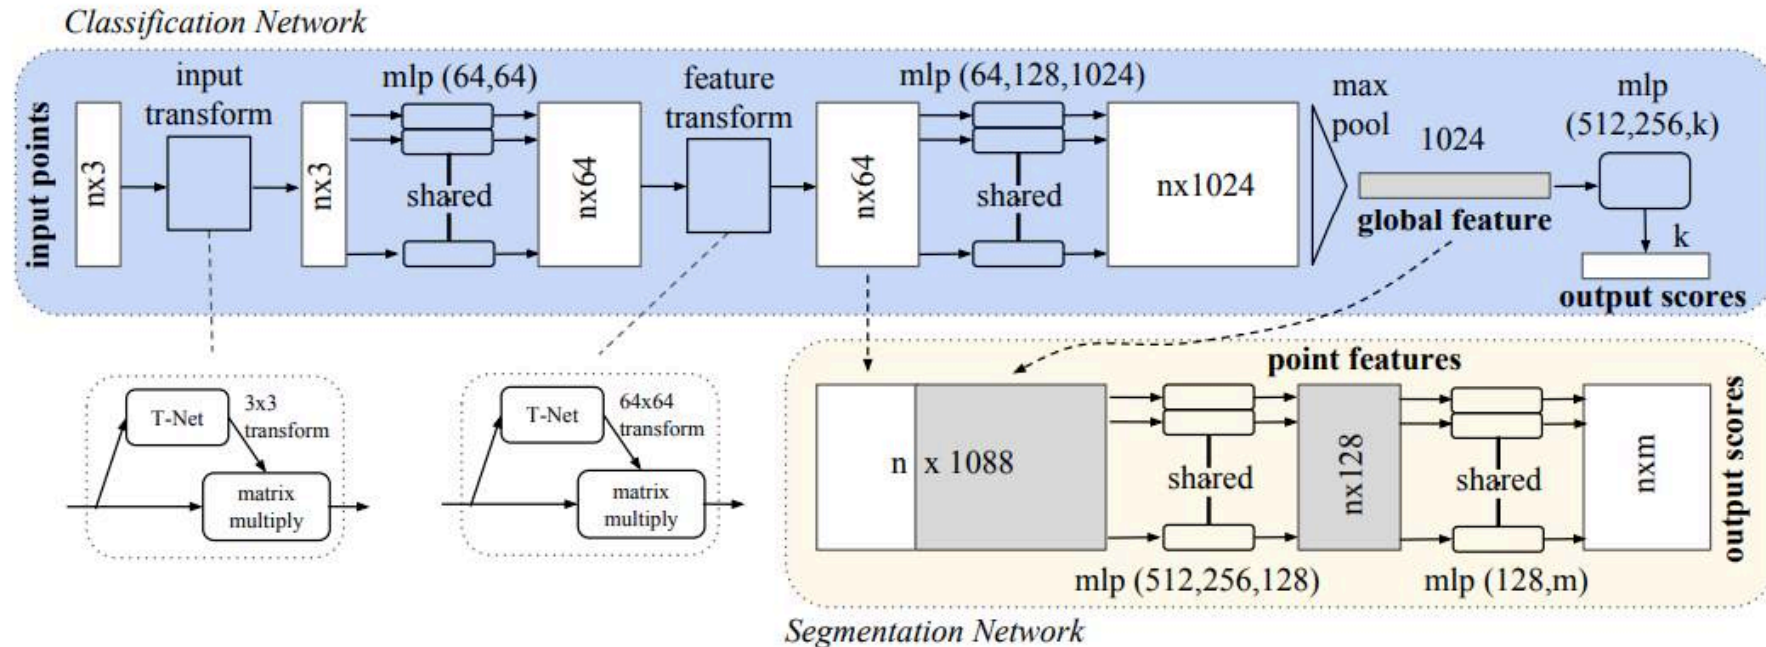 Classification Network
input points
nx3
input
transform
nx3
mlp (64,64)
shared
nx64
feature
transform
nx64
mlp (64,128,1024)
shared
nx1024
max
pool
1024
global feature
mlp
(512,256,k)
k
output scores
T-Net
3x3
transform
matrix
multiply
T-Net
64x64
transform
matrix
multiply
point features
n x 1088
shared
mlp (512,256,128)
nx128
shared
mlp (128,m)
nxm
output scores
Segmentation Network